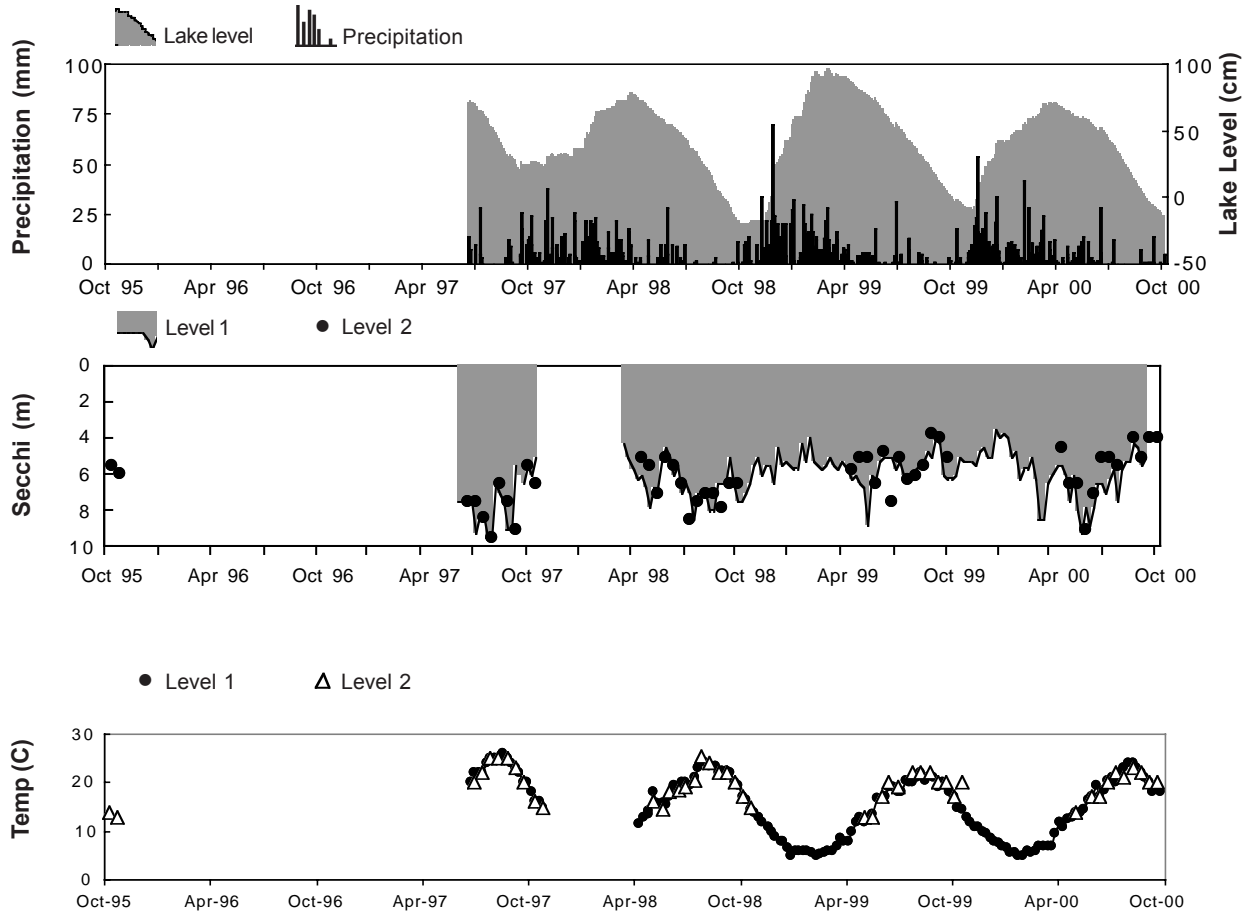 Lake level Precipitation
Precipitation (mm)
100
75
50
25
0
100
50
0
-50
Lake Level (cm)
Oct 95 Apr 96 Oct 96 Apr 97 Oct 97 Apr 98 Oct 98 Apr 99 Oct 99 Apr 00 Oct 00
Level 1 Level 2
Secchi (m)
0
2
4
6
8
10
Oct 95 Apr 96 Oct 96 Apr 97 Oct 97 Apr 98 Oct 98 Apr 99 Oct 99 Apr 00 Oct 00
Level 1 Level 2
Temp (C)
30
20
10
0
Oct-95 Apr-96 Oct-96 Apr-97 Oct-97 Apr-98 Oct-98 Apr-99 Oct-99 Apr-00 Oct-00